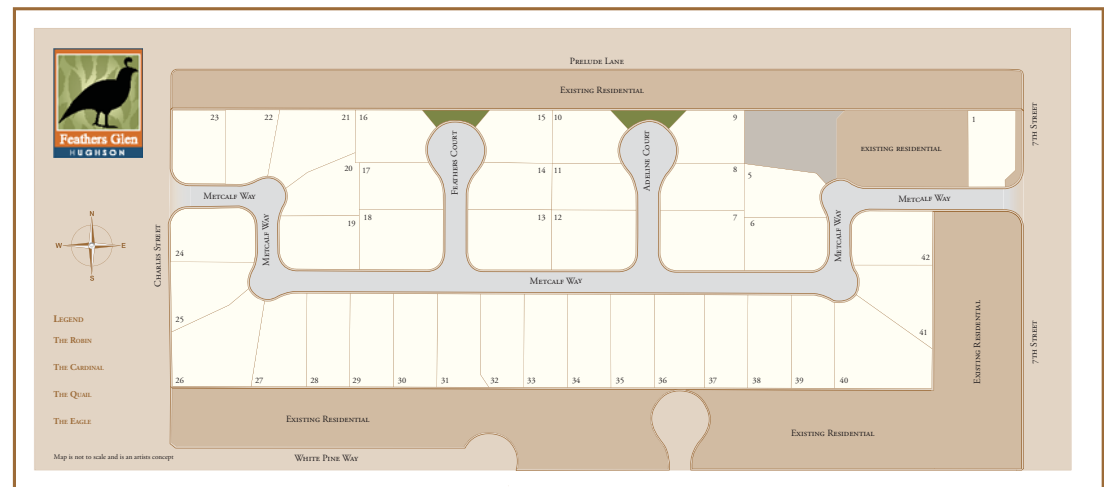 PRELUDE LANE
EXISTING RESIDENTIAL
Feathers Glen
HUGHSON
23
22
21
16
15
10
9
1
7TH STREET
EXISTING RESIDENTIAL
FEATHERS COURT
ADELINE COURT
20
17
14
11
8
5
METCALF WAY
METCALF WAY
19
18
13
12
7
6
METCALF WAY
METCALF WAY
N
W
E
S
CHARLES STREET
24
42
METCALF WAY
25
41
LEGEND
THE ROBIN
THE CARDINAL
THE QUAIL
THE EAGLE
EXISTING RESIDENTIAL
7TH STREET
26
27
28
29
30
31
32
33
34
35
36
37
38
39
40
EXISTING RESIDENTIAL
EXISTING RESIDENTIAL
Map is not to scale and is an artists concept
WHITE PINE WAY